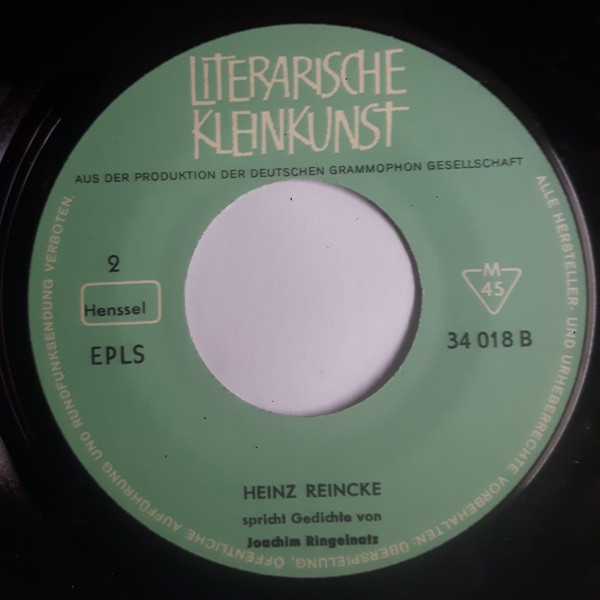 LITERARISCHE
KLEINKUNST
AUS DER PRODUKTION DER DEUTSCHEN GRAMMOPHON GESELLSCHAFT
2
Henssel
EPLS
M
45
34 018 B
HEINZ REINCKE
spricht Gedichte von
Joachim Ringelnatz
ALLE HERSTELLER- UND URHEBERRECHTE VORBEHALTEN. ÜBERSPIELUNG, ÖFFENTLICHE AUFFÜHRUNG UND RUNDFUNKSENDUNG VERBOTEN.